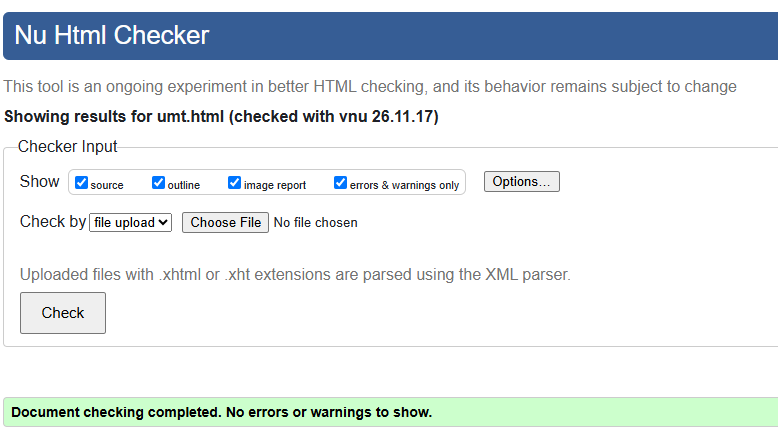 Nu Html Checker
This tool is an ongoing experiment in better HTML checking, and its behavior remains subject to change
Showing results for umt.html (checked with vnu 26.11.17)
Checker Input
Show source outline image report errors & warnings only Options...
Check by file upload Choose File No file chosen
Uploaded files with .xhtml or .xht extensions are parsed using the XML parser.
Check
Document checking completed. No errors or warnings to show.